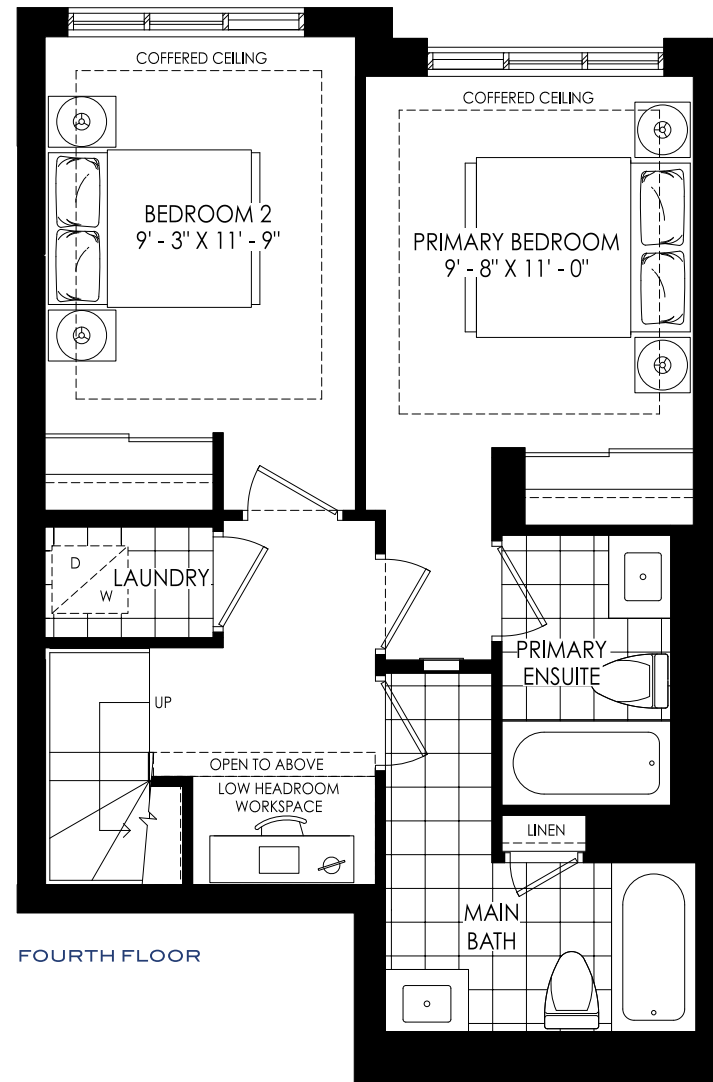 COFFERED CEILING
COFFERED CEILING
BEDROOM 2
9' - 3" X 11' - 9"
PRIMARY BEDROOM
9' - 8" X 11' - 0"
D
W
LAUNDRY
PRIMARY
ENSUITE
UP
OPEN TO ABOVE
LOW HEADROOM
WORKSPACE
LINEN
MAIN
BATH
FOURTH FLOOR